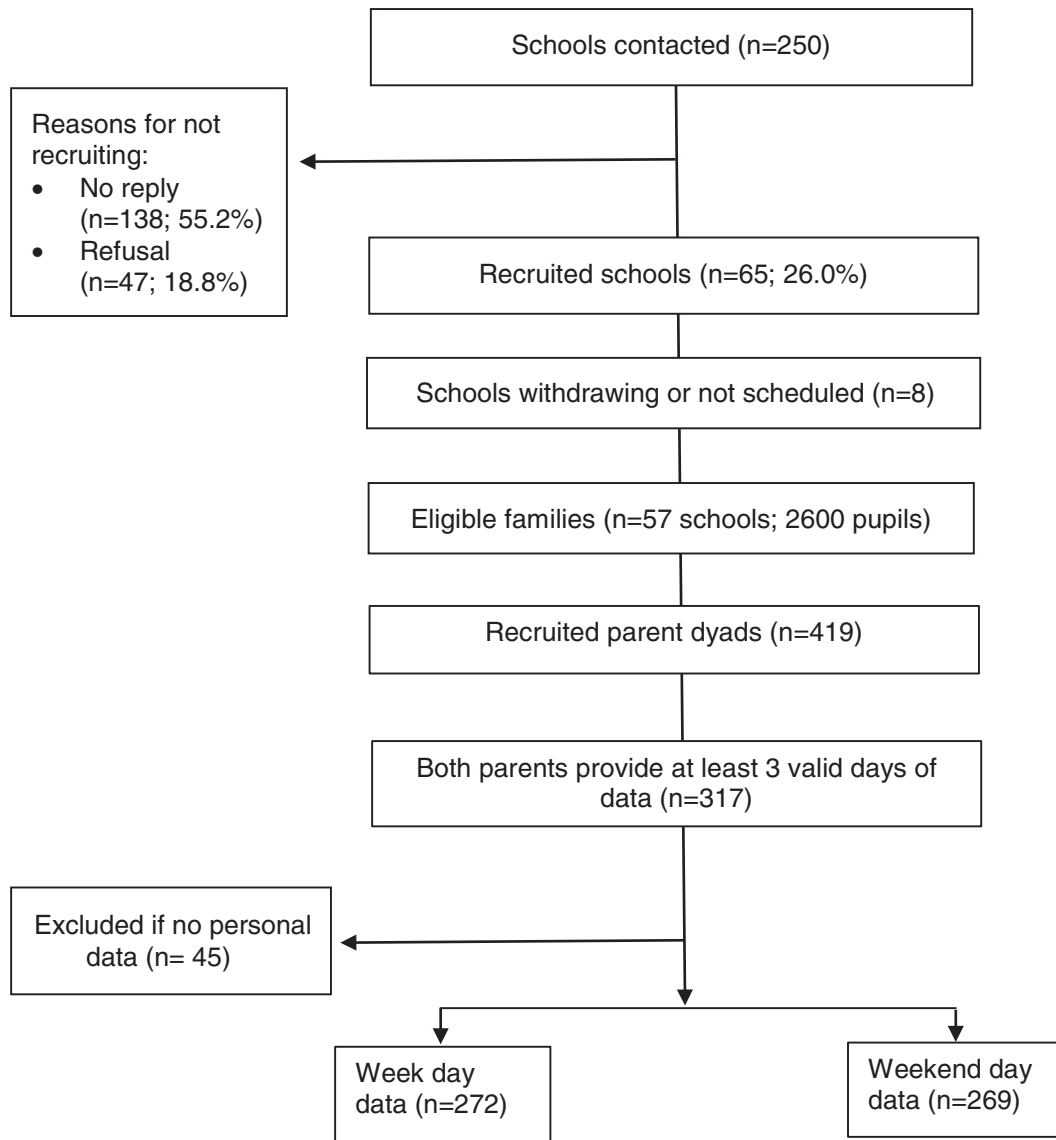 Schools contacted (n=250)
Reasons for not
recruiting:
• No reply
(n=138; 55.2%)
• Refusal
(n=47; 18.8%)
Recruited schools (n=65; 26.0%)
Schools withdrawing or not scheduled (n=8)
Eligible families (n=57 schools; 2600 pupils)
Recruited parent dyads (n=419)
Both parents provide at least 3 valid days of
data (n=317)
Excluded if no personal
data (n= 45)
Week day
data (n=272)
Weekend day
data (n=269)